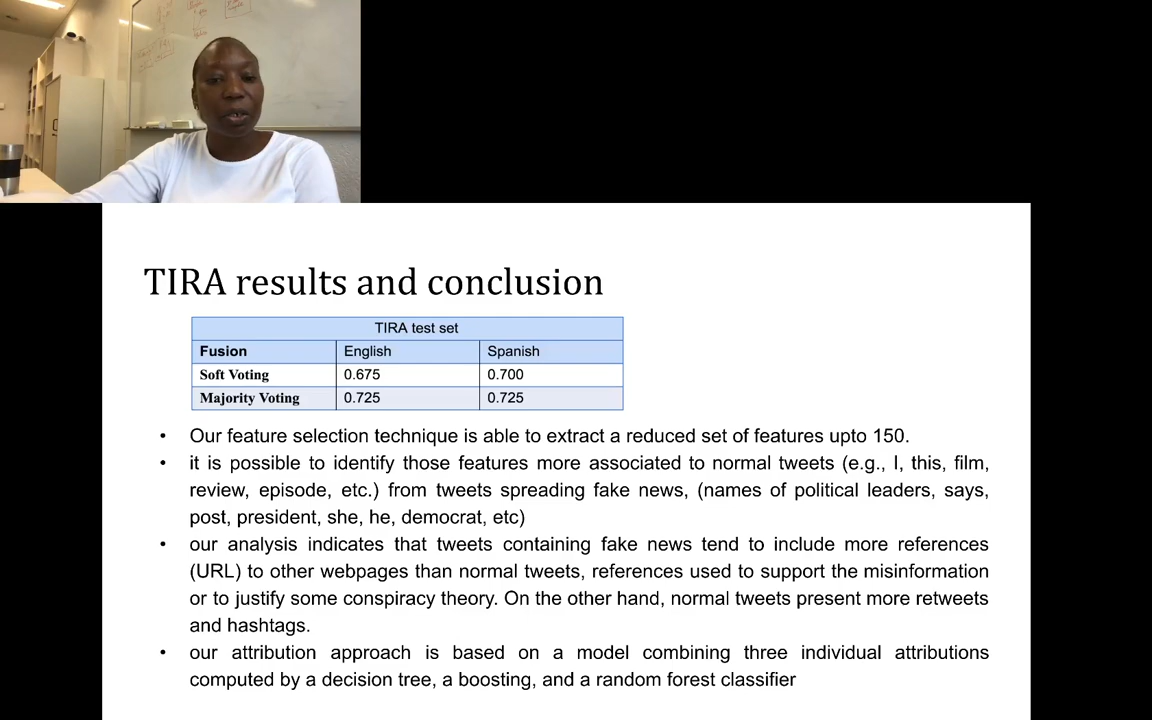 TIRA results and conclusion
TIRA test set
Fusion English Spanish
Soft Voting 0.675 0.700
Majority Voting 0.725 0.725
• Our feature selection technique is able to extract a reduced set of features upto 150.
• it is possible to identify those features more associated to normal tweets (e.g., I, this, film,
review, episode, etc.) from tweets spreading fake news, (names of political leaders, says,
post, president, she, he, democrat, etc)
• our analysis indicates that tweets containing fake news tend to include more references
(URL) to other webpages than normal tweets, references used to support the misinformation
or to justify some conspiracy theory. On the other hand, normal tweets present more retweets
and hashtags.
• our attribution approach is based on a model combining three individual attributions
computed by a decision tree, a boosting, and a random forest classifier